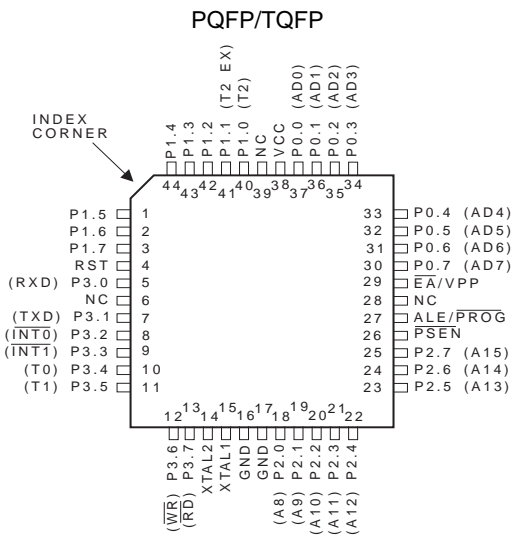 PQFP/TQFP
INDEX
CORNER
P1.4
P1.3
P1.2
P1.1 (T2 EX)
P1.0 (T2)
NC
VCC
P0.0 (AD0)
P0.1 (AD1)
P0.2 (AD2)
P0.3 (AD3)
44 43 42 41 40 39 38 37 36 35 34
P1.5 1
P1.6 2
P1.7 3
RST 4
(RXD) P3.0 5
NC 6
(TXD) P3.1 7
(INT0) P3.2 8
(INT1) P3.3 9
(T0) P3.4 10
(T1) P3.5 11
33 P0.4 (AD4)
32 P0.5 (AD5)
31 P0.6 (AD6)
30 P0.7 (AD7)
29 EA/VPP
28 NC
27 ALE/PROG
26 PSEN
25 P2.7 (A15)
24 P2.6 (A14)
23 P2.5 (A13)
12 13 14 15 16 17 18 19 20 21 22
(WR) P3.6
(RD) P3.7
XTAL2
XTAL1
GND
GND
(A8) P2.0
(A9) P2.1
(A10) P2.2
(A11) P2.3
(A12) P2.4